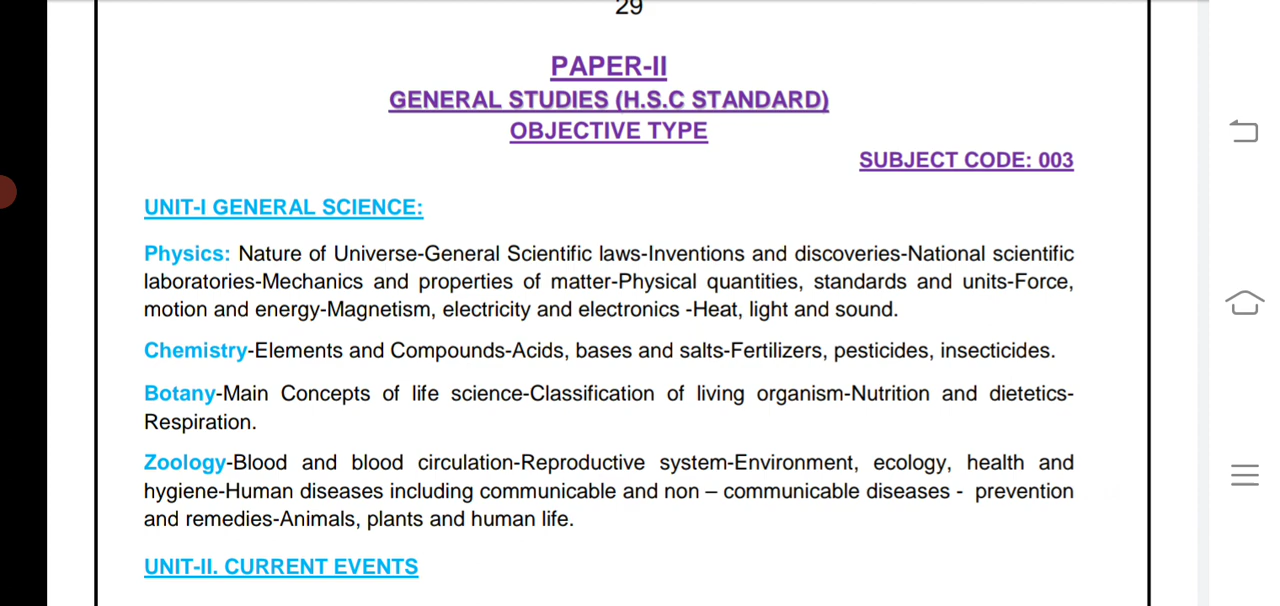 29
PAPER-II
GENERAL STUDIES (H.S.C STANDARD)
OBJECTIVE TYPE
SUBJECT CODE: 003
UNIT-I GENERAL SCIENCE:
Physics: Nature of Universe-General Scientific laws-Inventions and discoveries-National scientific
laboratories-Mechanics and properties of matter-Physical quantities, standards and units-Force,
motion and energy-Magnetism, electricity and electronics -Heat, light and sound.
Chemistry-Elements and Compounds-Acids, bases and salts-Fertilizers, pesticides, insecticides.
Botany-Main Concepts of life science-Classification of living organism-Nutrition and dietetics-
Respiration.
Zoology-Blood and blood circulation-Reproductive system-Environment, ecology, health and
hygiene-Human diseases including communicable and non – communicable diseases - prevention
and remedies-Animals, plants and human life.
UNIT-II. CURRENT EVENTS